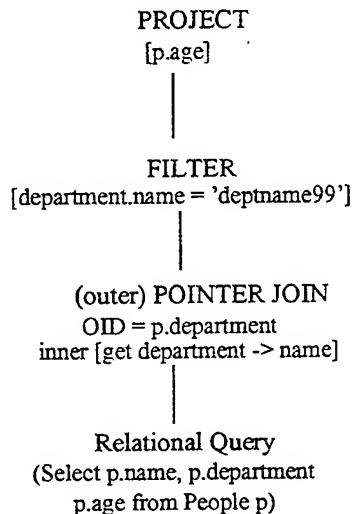 PROJECT
[p.age]
FILTER
[department.name = 'deptname99']
(outer) POINTER JOIN
OID = p.department
inner [get department -> name]
Relational Query
(Select p.name, p.department
p.age from People p)